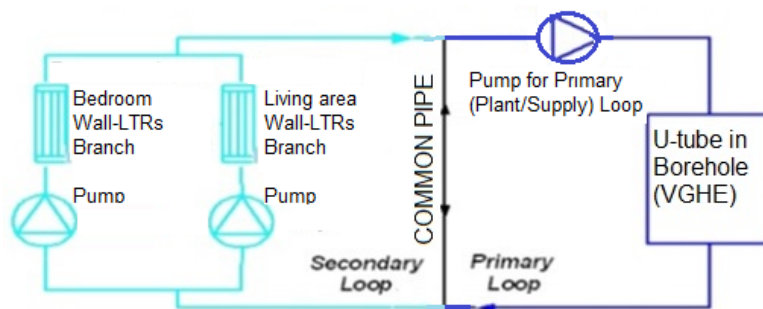 Bedroom
Wall-LTRs
Branch
Living area
Wall-LTRs
Branch
Pump
Pump
COMMON PIPE
Pump for Primary
(Plant/Supply) Loop
U-tube in
Borehole
(VGHE)
Secondary
Loop
Primary
Loop